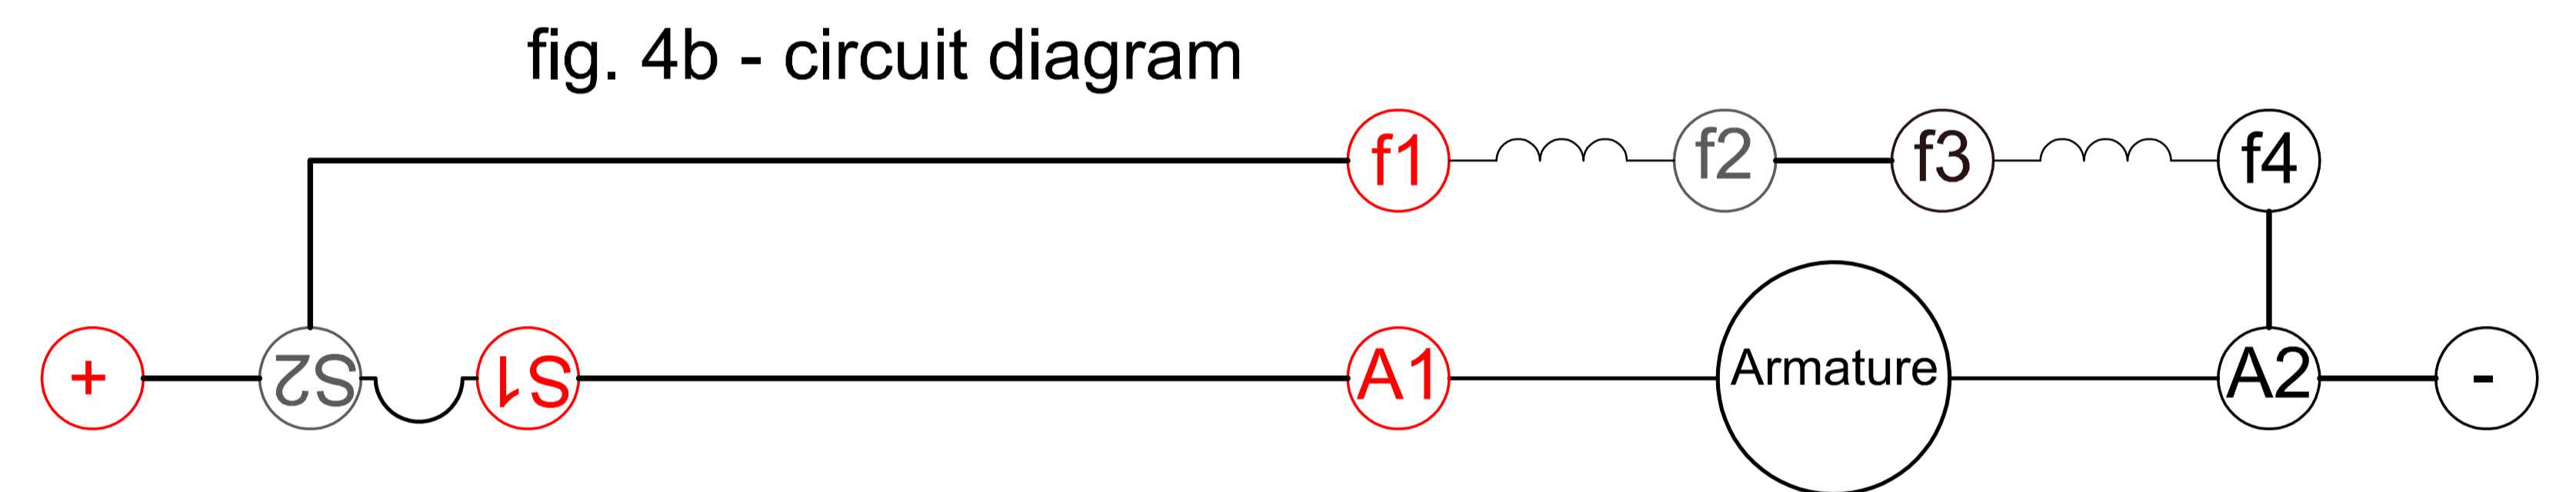 fig. 4b - circuit diagram
f1 f2 f3 f4
+ S2 S1 A1 Armature A2 -